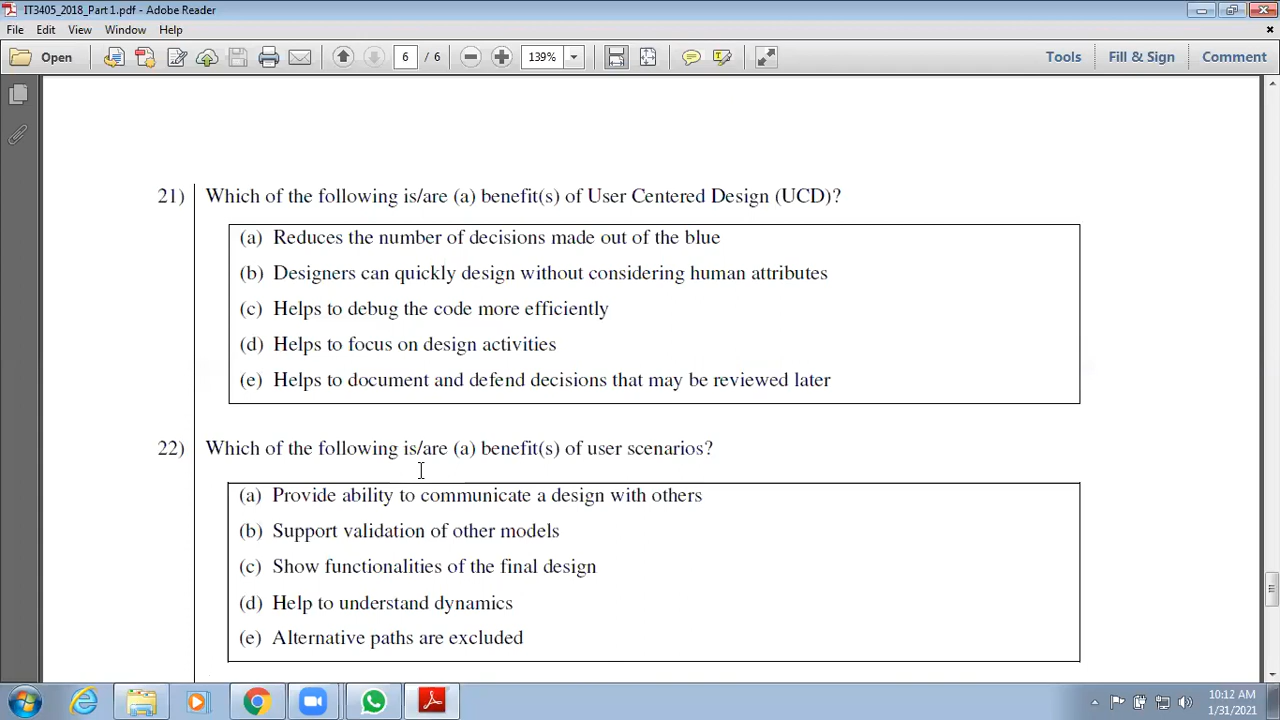 IT3405_2018_Part 1.pdf - Adobe Reader
File Edit View Window Help
Open 6 / 6 139% Tools Fill & Sign Comment
21) Which of the following is/are (a) benefit(s) of User Centered Design (UCD)?
(a) Reduces the number of decisions made out of the blue
(b) Designers can quickly design without considering human attributes
(c) Helps to debug the code more efficiently
(d) Helps to focus on design activities
(e) Helps to document and defend decisions that may be reviewed later
22) Which of the following is/are (a) benefit(s) of user scenarios?
(a) Provide ability to communicate a design with others
(b) Support validation of other models
(c) Show functionalities of the final design
(d) Help to understand dynamics
(e) Alternative paths are excluded
10:12 AM
1/31/2021